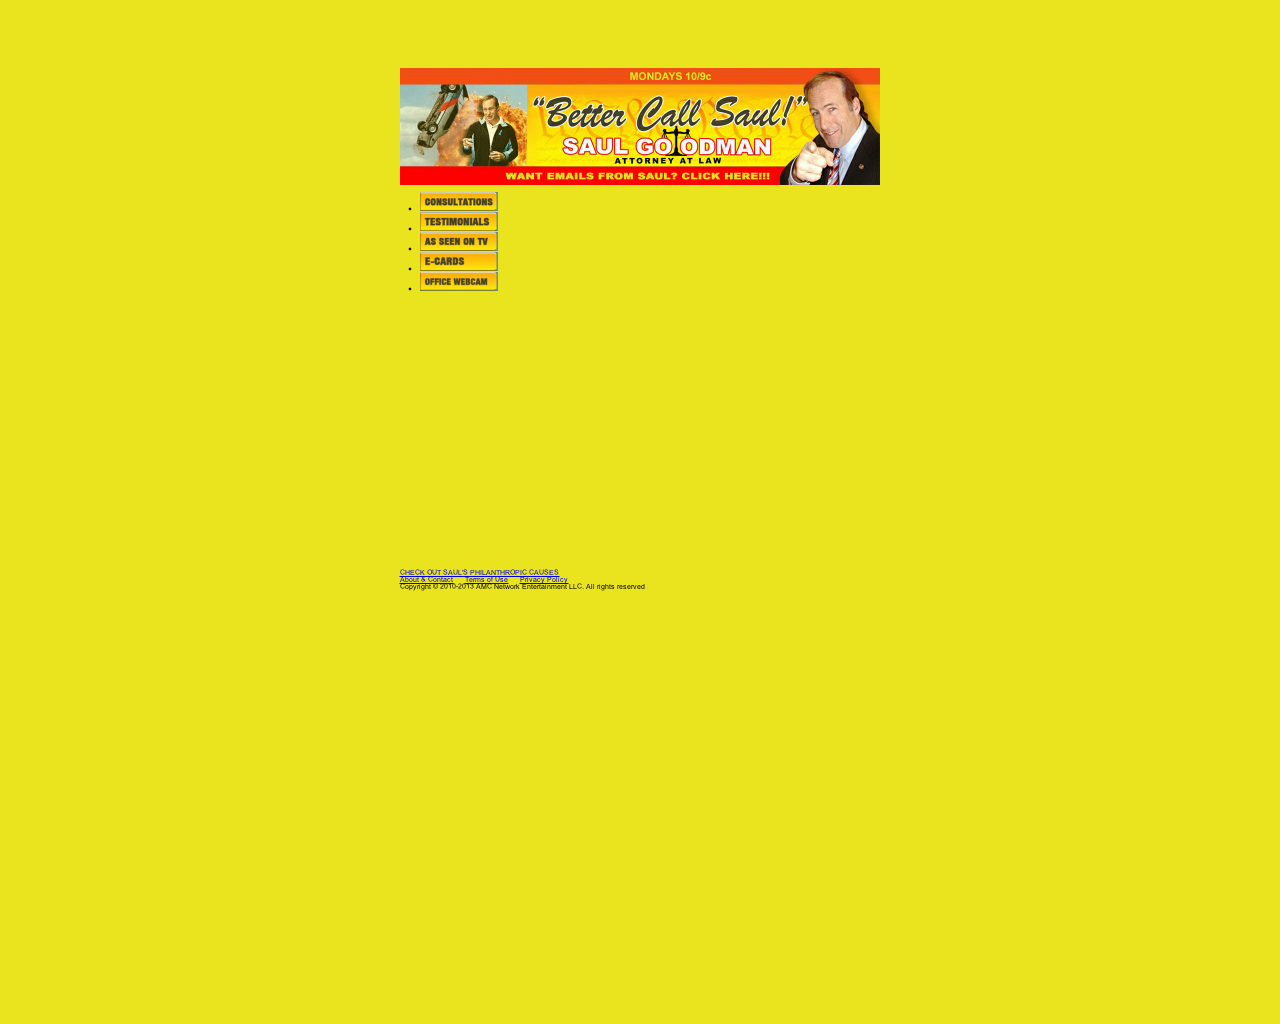 MONDAYS 10/9c
"Better Call Saul!"
SAUL GOODMAN
ATTORNEY AT LAW
WANT EMAILS FROM SAUL? CLICK HERE!!!
CONSULTATIONS
TESTIMONIALS
AS SEEN ON TV
E-CARDS
OFFICE WEBCAM
CHECK OUT SAUL'S PHILANTHROPIC CAUSES
About & Contact Terms of Use Privacy Policy
Copyright © 2010-2013 AMC Network Entertainment LLC. All rights reserved